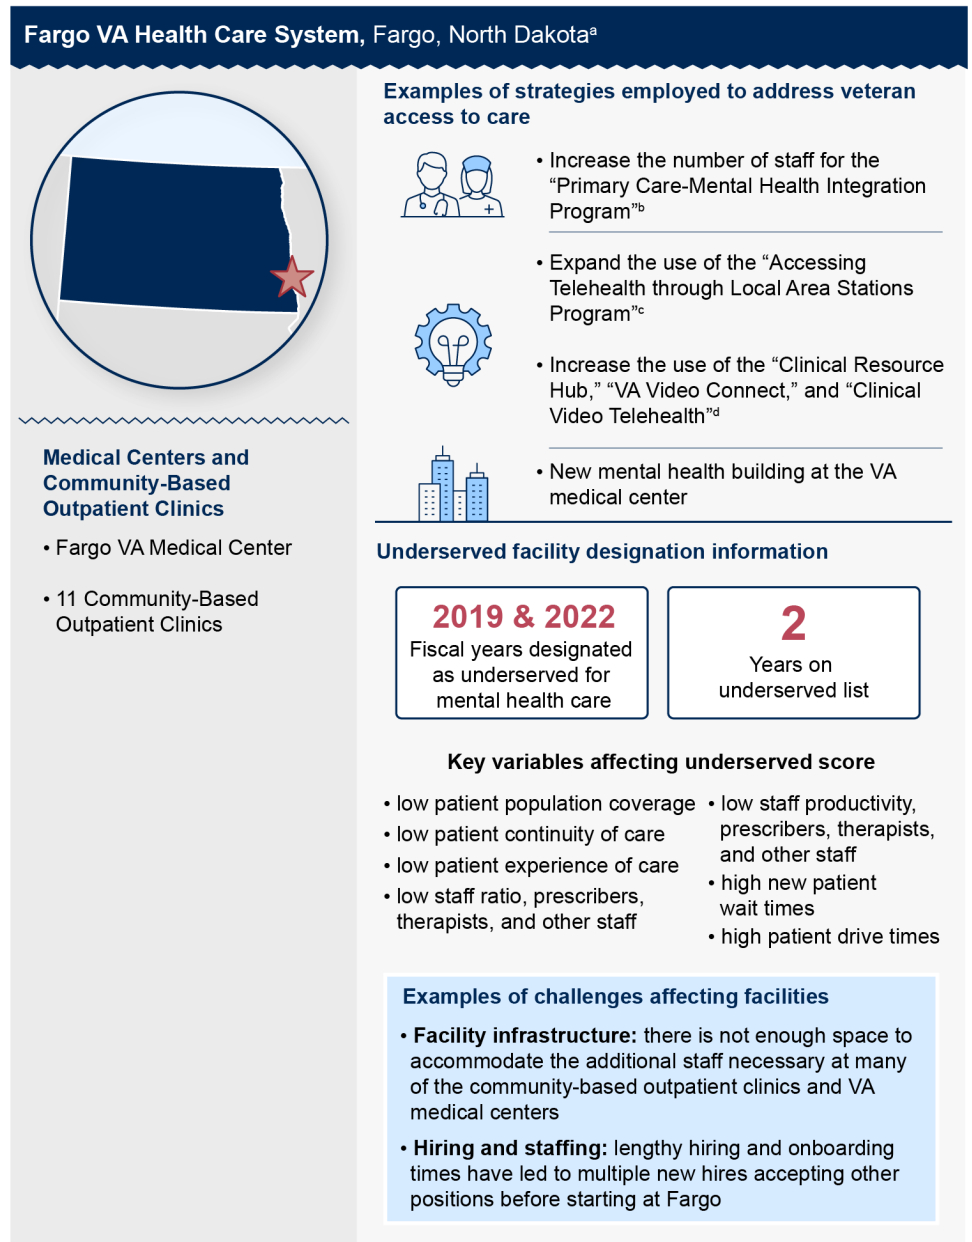 Fargo VA Health Care System, Fargo, North Dakotaᵃ
Medical Centers and
Community-Based
Outpatient Clinics
• Fargo VA Medical Center
• 11 Community-Based
Outpatient Clinics
Examples of strategies employed to address veteran
access to care
• Increase the number of staff for the
“Primary Care-Mental Health Integration
Program”ᵇ
• Expand the use of the “Accessing
Telehealth through Local Area Stations
Program”ᶜ
• Increase the use of the “Clinical Resource
Hub,” “VA Video Connect,” and “Clinical
Video Telehealth”ᵈ
• New mental health building at the VA
medical center
Underserved facility designation information
2019 & 2022
Fiscal years designated
as underserved for
mental health care
2
Years on
underserved list
Key variables affecting underserved score
• low patient population coverage
• low patient continuity of care
• low patient experience of care
• low staff ratio, prescribers,
therapists, and other staff
• low staff productivity,
prescribers, therapists,
and other staff
• high new patient
wait times
• high patient drive times
Examples of challenges affecting facilities
• Facility infrastructure: there is not enough space to
accommodate the additional staff necessary at many
of the community-based outpatient clinics and VA
medical centers
• Hiring and staffing: lengthy hiring and onboarding
times have led to multiple new hires accepting other
positions before starting at Fargo